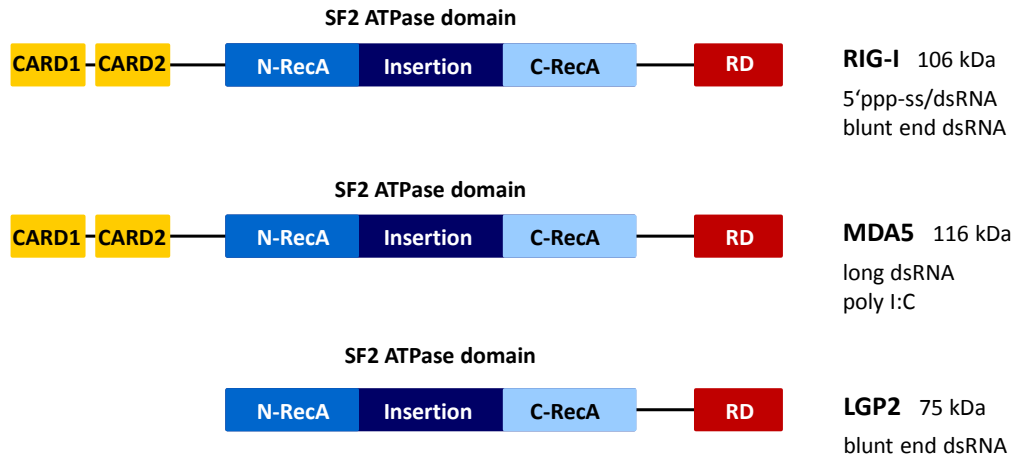 SF2 ATPase domain
CARD1 CARD2 N-RecA Insertion C-RecA RD RIG-I 106 kDa
5‘ppp-ss/dsRNA
blunt end dsRNA
SF2 ATPase domain
CARD1 CARD2 N-RecA Insertion C-RecA RD MDA5 116 kDa
long dsRNA
poly I:C
SF2 ATPase domain
N-RecA Insertion C-RecA RD LGP2 75 kDa
blunt end dsRNA